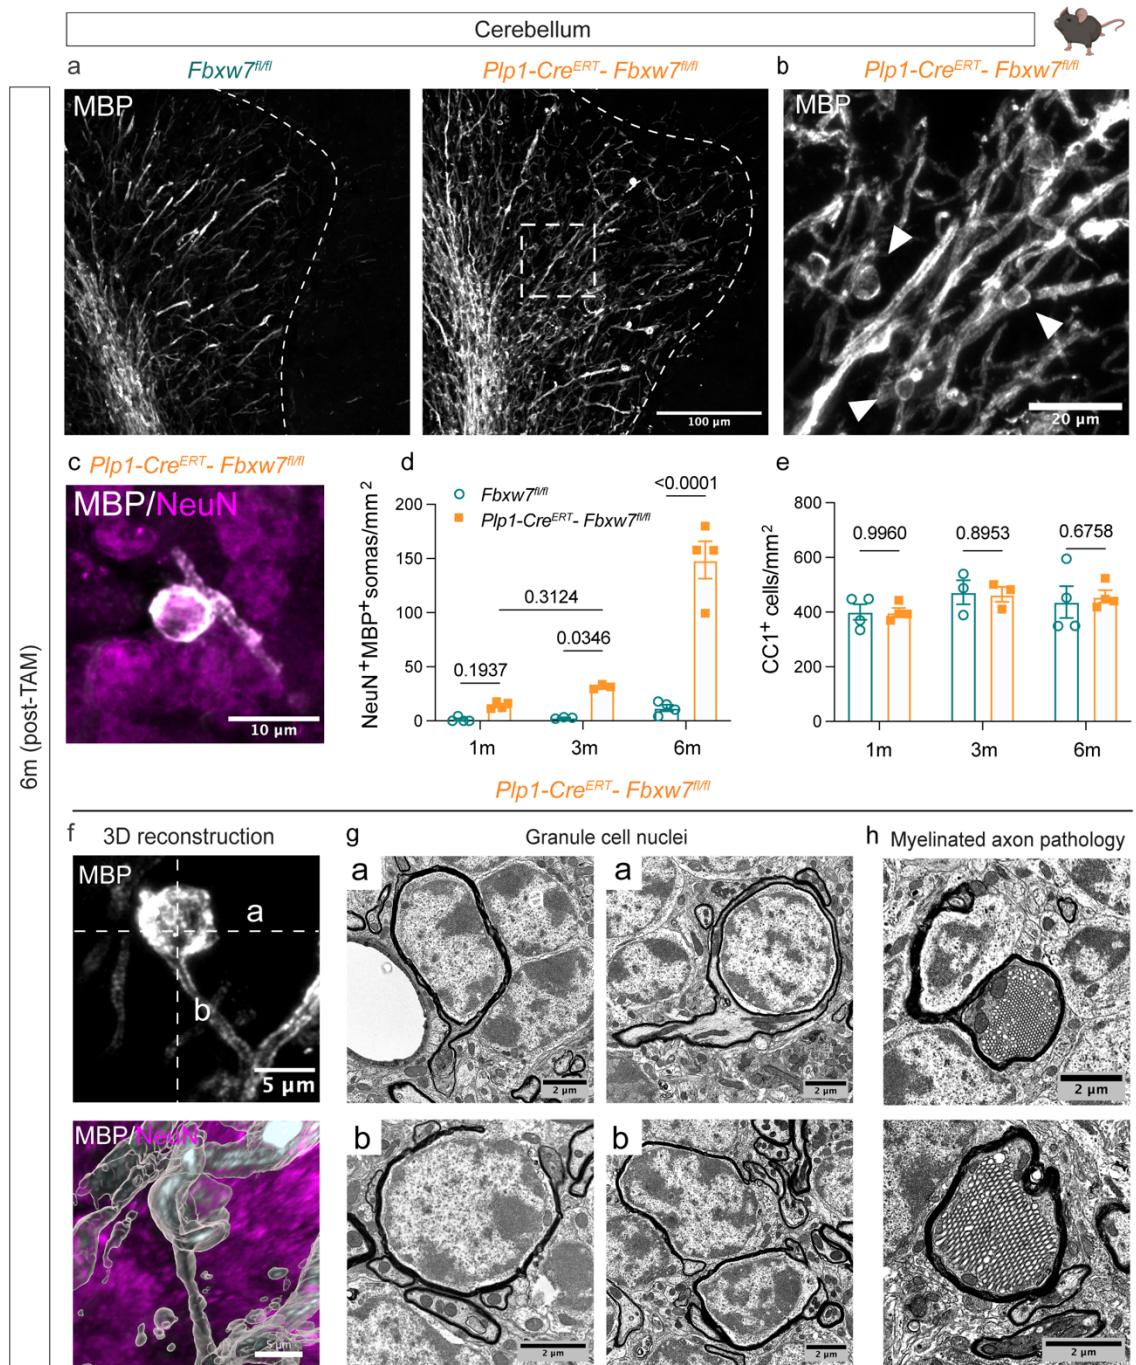 Cerebellum
a
Fbxw7fl/fl
Plp1-CreERT- Fbxw7fl/fl
b
Plp1-CreERT- Fbxw7fl/fl
6m (post-TAM)
MBP
100 µm
MBP
20 µm
c
Plp1-CreERT- Fbxw7fl/fl
MBP/NeuN
10 µm
d
NeuN+MBP+somas/mm2
200
150
100
50
0
Fbxw7fl/fl
Plp1-CreERT- Fbxw7fl/fl
<0.0001
0.3124
0.0346
0.1937
1m
3m
6m
e
CC1+ cells/mm2
800
600
400
200
0
0.9960
0.8953
0.6758
1m
3m
6m
Plp1-CreERT- Fbxw7fl/fl
f
3D reconstruction
MBP
a
b
5 µm
MBP/NeuN
5 µm
g
Granule cell nuclei
a
2 µm
a
2 µm
b
2 µm
b
2 µm
h
Myelinated axon pathology
2 µm
2 µm